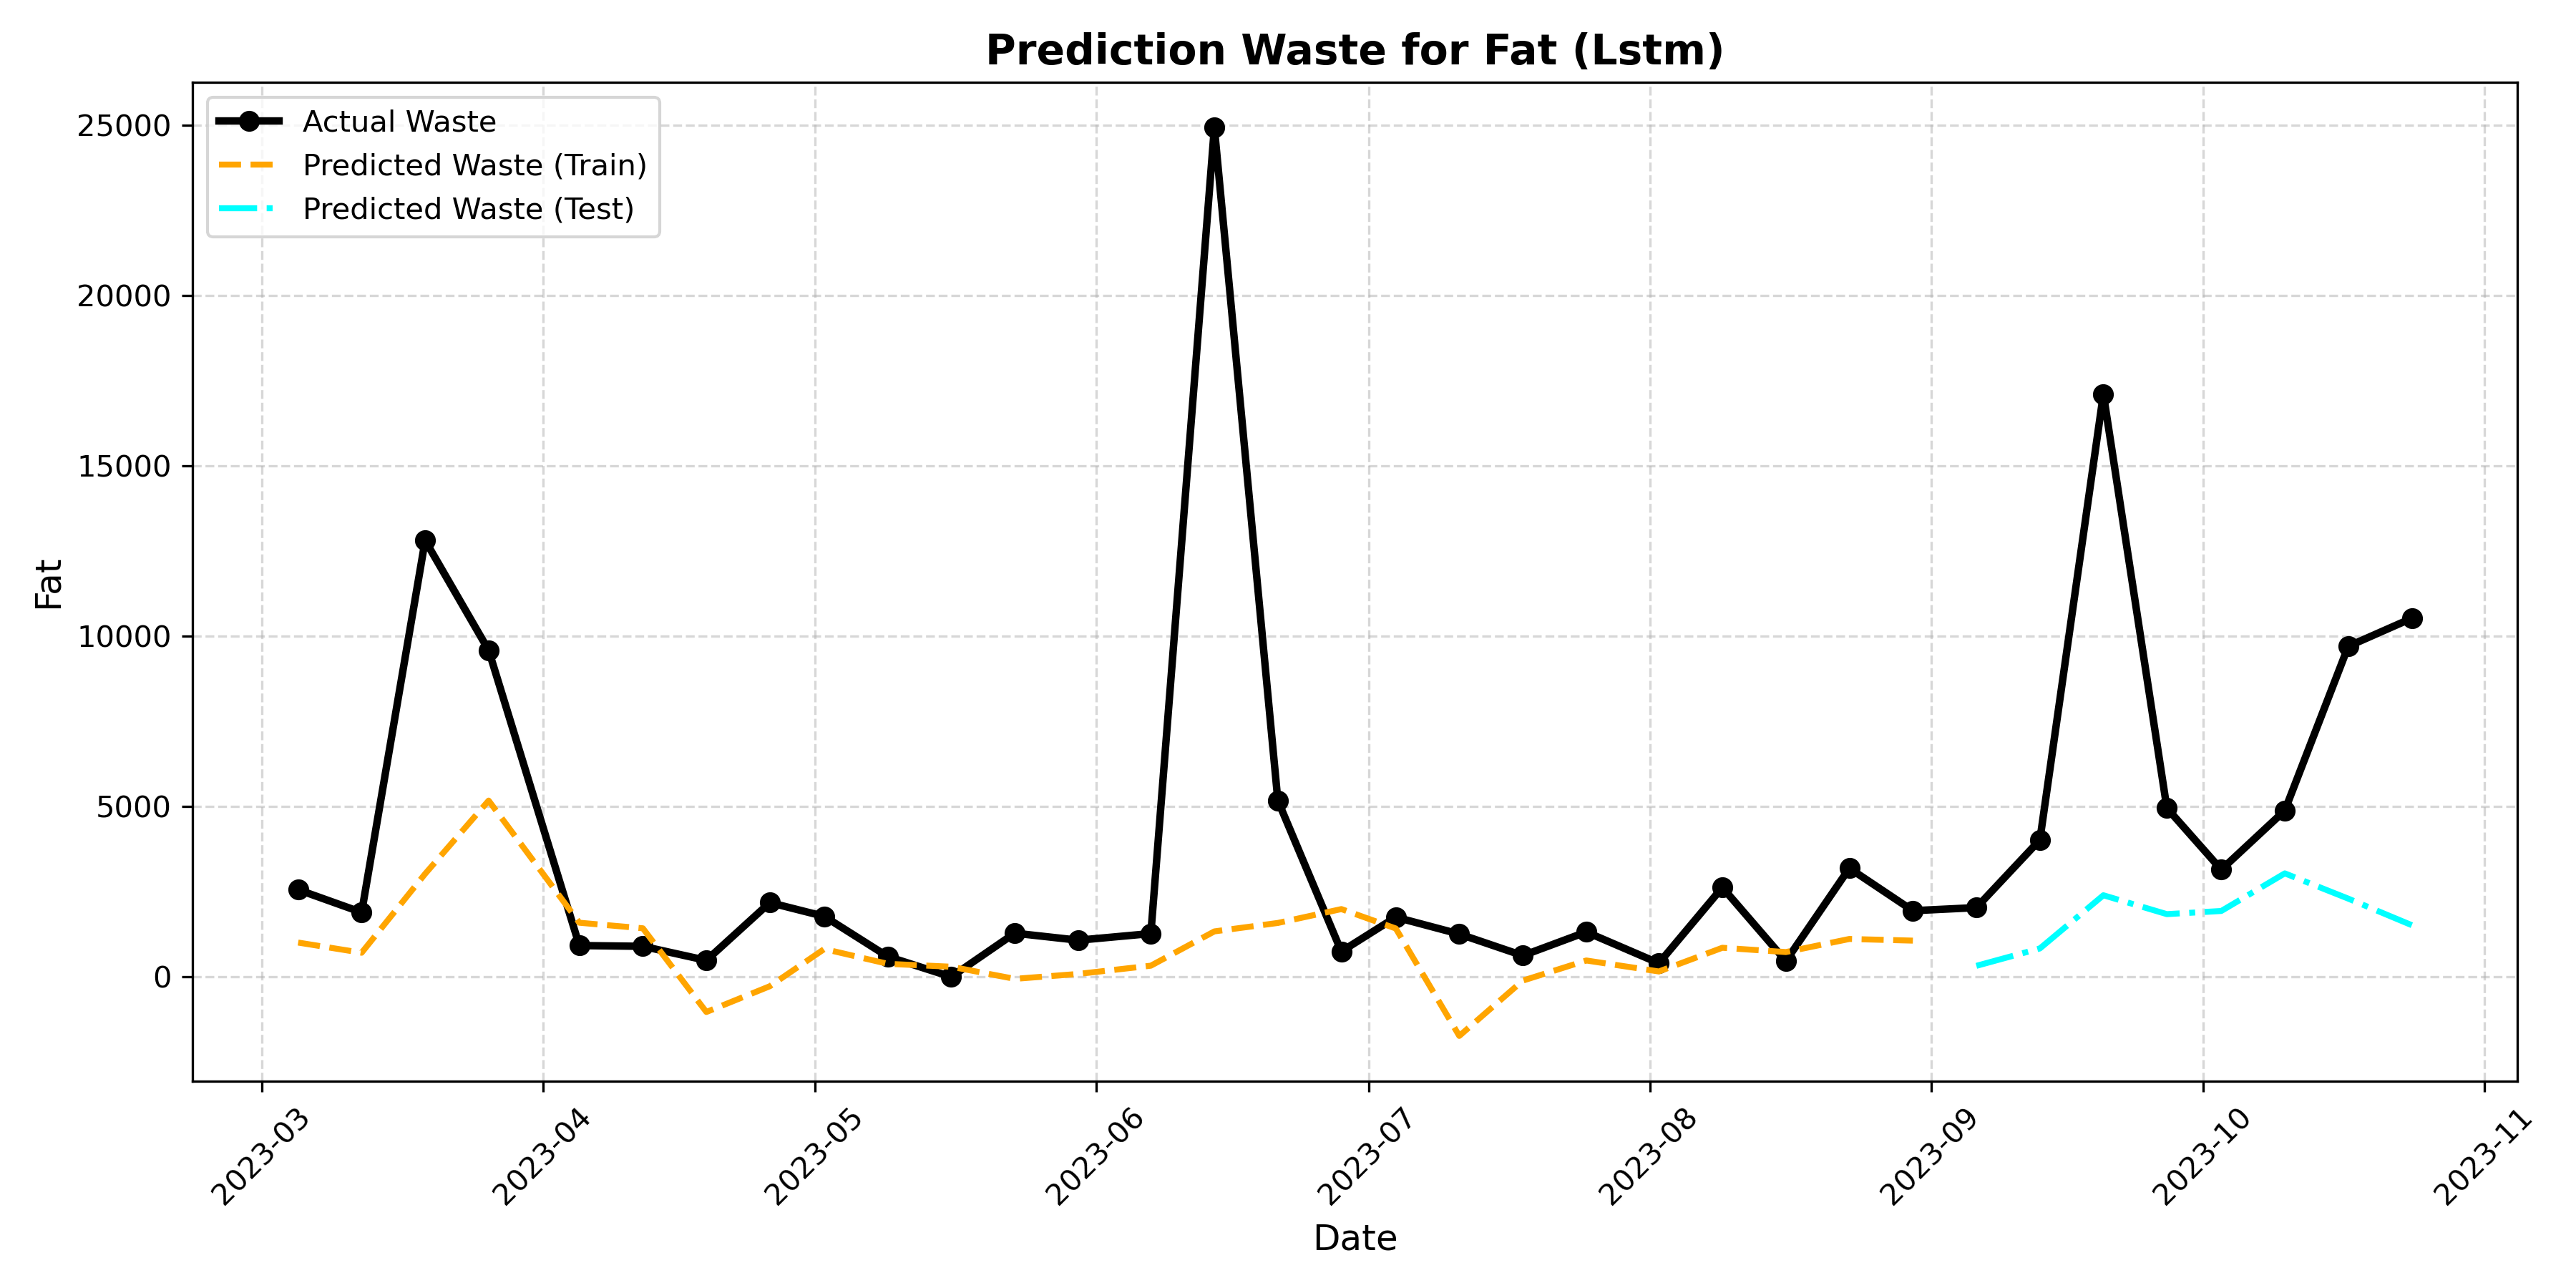 Prediction Waste for Fat (Lstm)
Actual Waste
Predicted Waste (Train)
Predicted Waste (Test)
25000
20000
15000
10000
5000
0
Fat
2023-03
2023-04
2023-05
2023-06
2023-07
2023-08
2023-09
2023-10
2023-11
Date